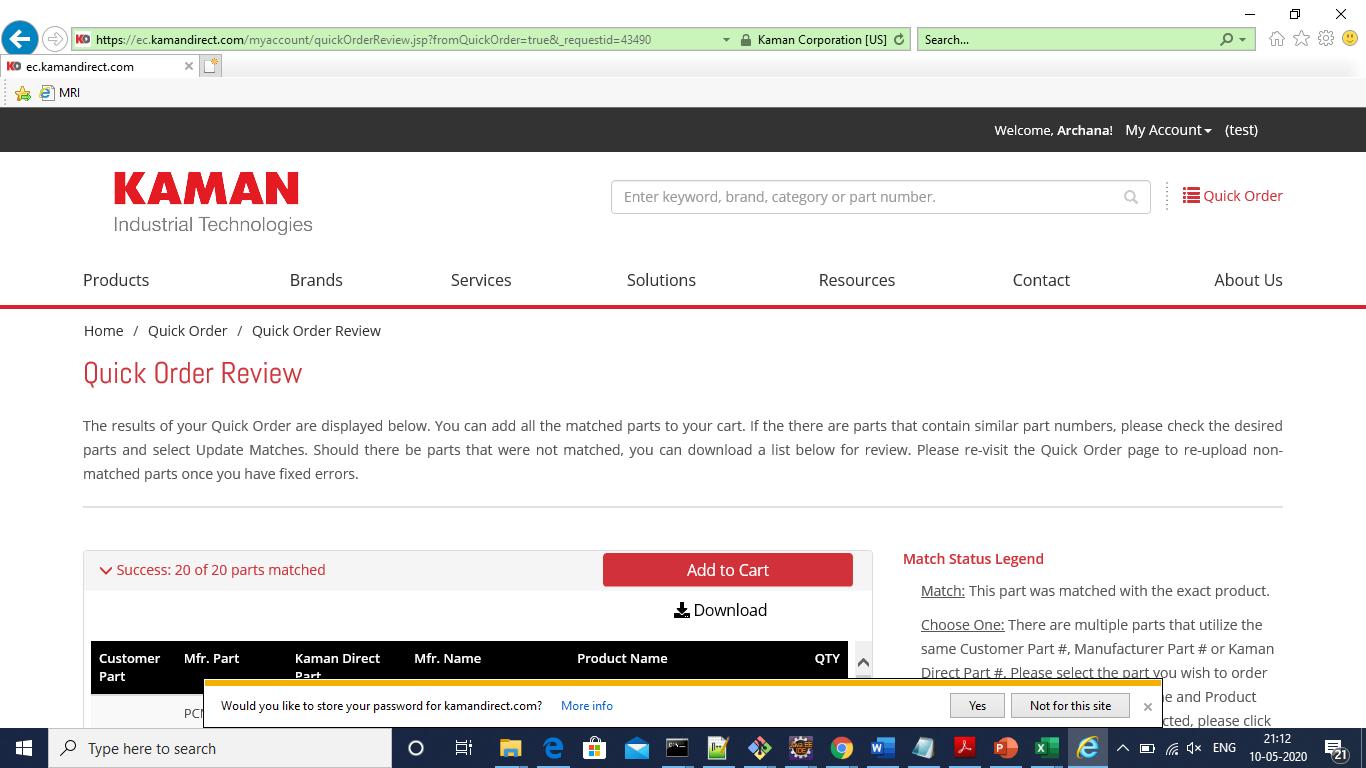 https://ec.kamandirect.com/myaccount/quickOrderReview.jsp?fromQuickOrder=true&_requestid=43490
Kaman Corporation [US]
Search...
ec.kamandirect.com
MRI
Welcome, Archana! My Account (test)
KAMAN
Industrial Technologies
Enter keyword, brand, category or part number.
Quick Order
Products Brands Services Solutions Resources Contact About Us
Home / Quick Order / Quick Order Review
Quick Order Review
The results of your Quick Order are displayed below. You can add all the matched parts to your cart. If the there are parts that contain similar part numbers, please check the desired
parts and select Update Matches. Should there be parts that were not matched, you can download a list below for review. Please re-visit the Quick Order page to re-upload non-
matched parts once you have fixed errors.
Success: 20 of 20 parts matched
Add to Cart
Download
Customer Part
Mfr. Part
Kaman Direct Part
Mfr. Name
Product Name
QTY
Match Status Legend
Match: This part was matched with the exact product.
Choose One: There are multiple parts that utilize the
same Customer Part #, Manufacturer Part # or Kaman
Direct Part #. Please select the part you wish to order
e and Product
cted, please click
Would you like to store your password for kamandirect.com? More info
Yes
Not for this site
Type here to search
ENG
21:12
10-05-2020
21